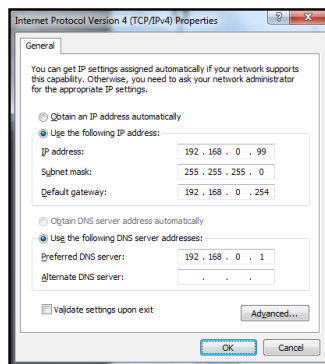 Internet Protocol Version 4 (TCP/IPv4) Properties
General
You can get IP settings assigned automatically if your network supports
this capability. Otherwise, you need to ask your network administrator
for the appropriate IP settings.
Obtain an IP address automatically
Use the following IP address:
IP address: 192 . 168 . 0 . 99
Subnet mask: 255 . 255 . 255 . 0
Default gateway: 192 . 168 . 0 . 254
Obtain DNS server address automatically
Use the following DNS server addresses:
Preferred DNS server: 192 . 168 . 0 . 1
Alternate DNS server: . . .
Validate settings upon exit
Advanced...
OK Cancel